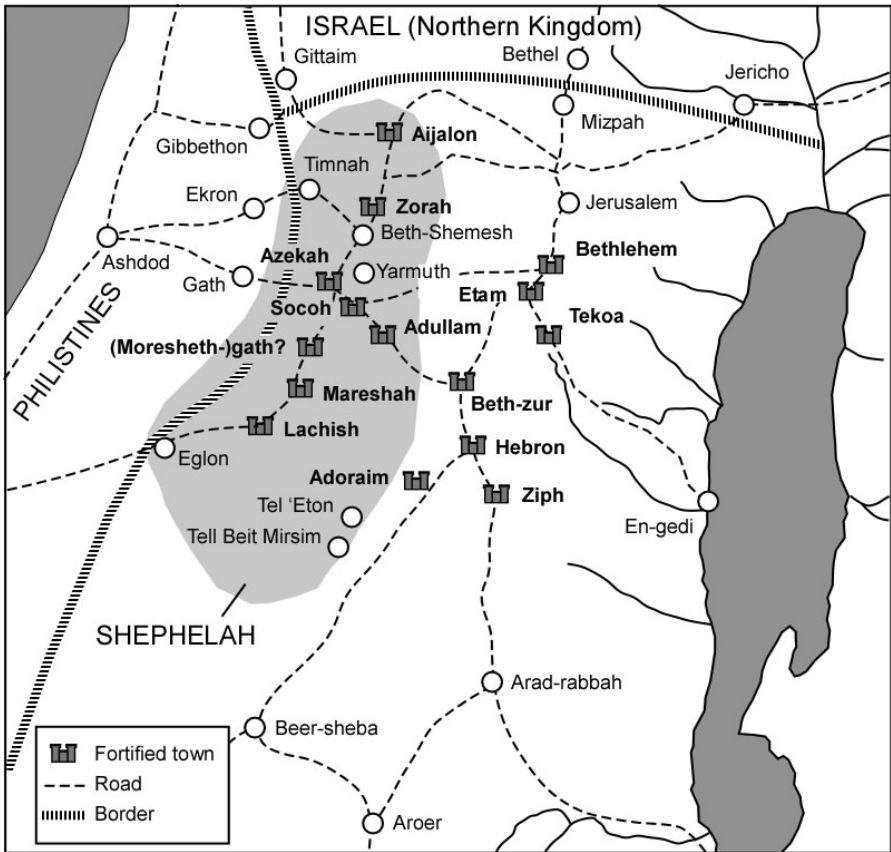 ISRAEL (Northern Kingdom)
Gittaim
Bethel
Jericho
Mizpah
Aijalon
Gibbethon
Timnah
Ekron
Zorah
Jerusalem
Beth-Shemesh
Ashdod
Azekah
Bethlehem
Gath
Yarmuth
Etam
Socoh
Tekoa
Adullam
PHILISTINES
(Moresheth-)gath?
Mareshah
Beth-zur
Lachish
Hebron
Eglon
Adoraim
Ziph
Tel ‘Eton
En-gedi
Tell Beit Mirsim
SHEPHELAH
Arad-rabbah
Beer-sheba
Aroer
Fortified town
Road
Border